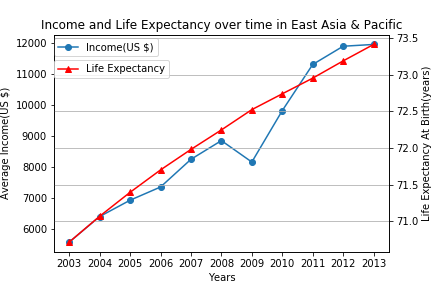 Income and Life Expectancy over time in East Asia & Pacific
Income(US $)
Life Expectancy
12000
11000
10000
9000
8000
7000
6000
Average Income(US $)
73.5
73.0
72.5
72.0
71.5
71.0
Life Expectancy At Birth(years)
2003 2004 2005 2006 2007 2008 2009 2010 2011 2012 2013
Years